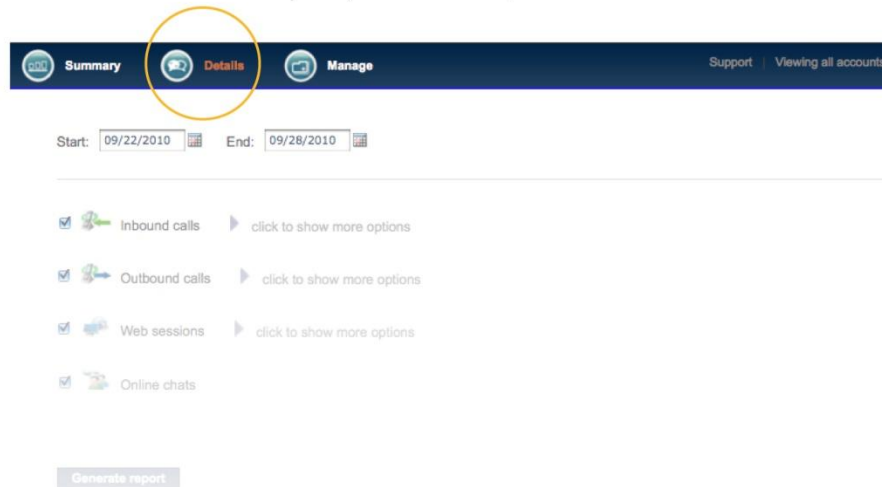 Summary Details Manage Support | Viewing all accounts
Start: 09/22/2010 End: 09/28/2010
Inbound calls click to show more options
Outbound calls click to show more options
Web sessions click to show more options
Online chats
Generate report